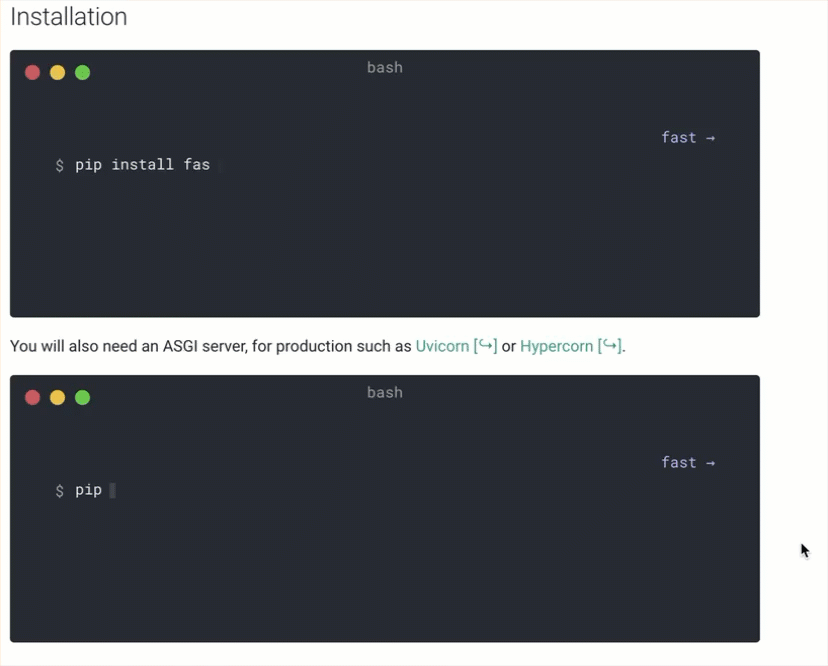 Installation
bash
fast →
$ pip install fas
You will also need an ASGI server, for production such as Uvicorn [↪] or Hypercorn [↪].
bash
fast →
$ pip